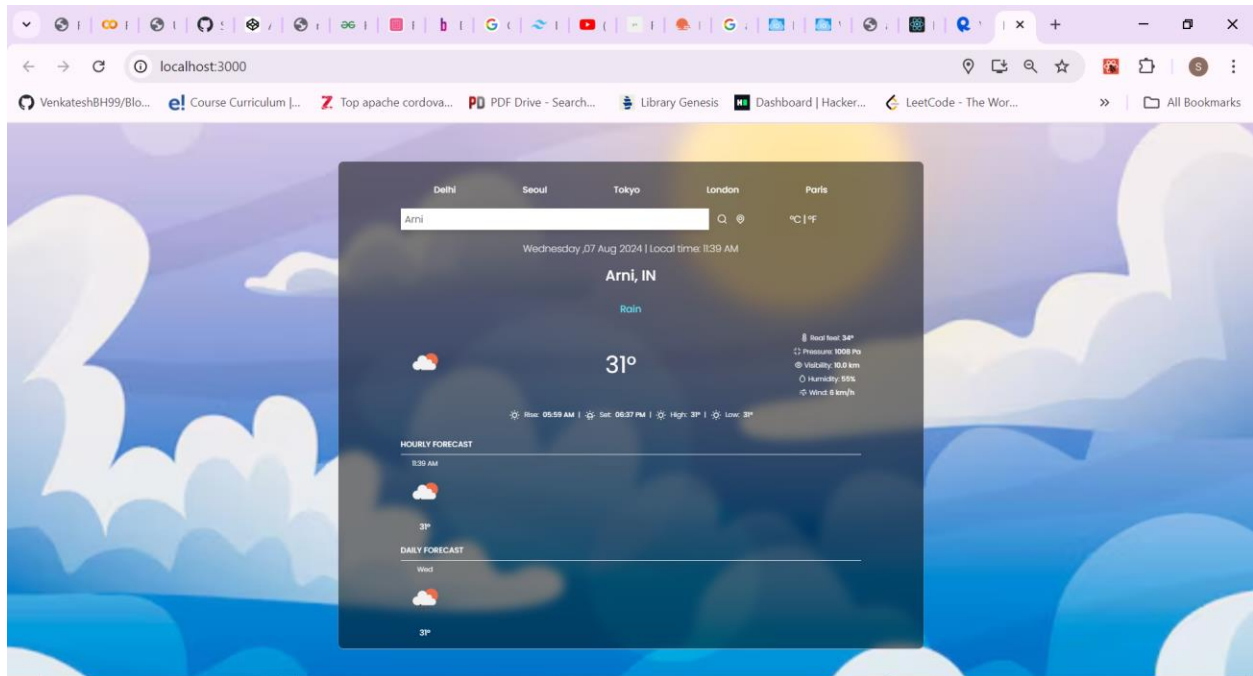 localhost:3000
VenkateshBH99/Blo... Course Curriculum |... Top apache cordova... PDF Drive - Search... Library Genesis Dashboard | Hacker... LeetCode - The Wor... » All Bookmarks
Delhi Seoul Tokyo London Paris
Arni °C | °F
Wednesday ,07 Aug 2024 | Local time: 11:39 AM
Arni, IN
Rain
Real feel: 34°
Pressure: 1008 Pa
31° Visibility: 10.0 km
Humidity: 55%
Wind: 6 km/h
Rise: 05:59 AM | Set: 06:37 PM | High: 31° | Low: 31°
HOURLY FORECAST
11:39 AM
31°
DAILY FORECAST
Wed
31°